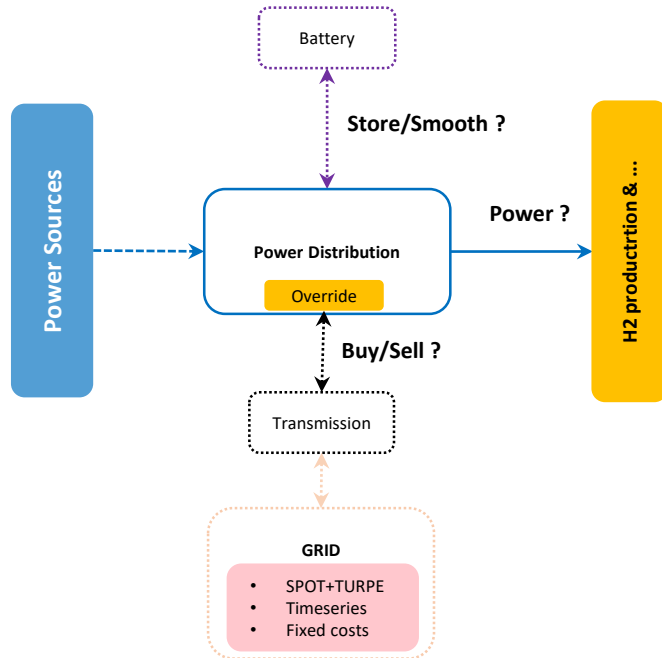 Battery
Store/Smooth ?
Power Sources
Power ?
H2 productrtion & ...
Power Distribution
Override
Buy/Sell ?
Transmission
GRID
• SPOT+TURPE
• Timeseries
• Fixed costs